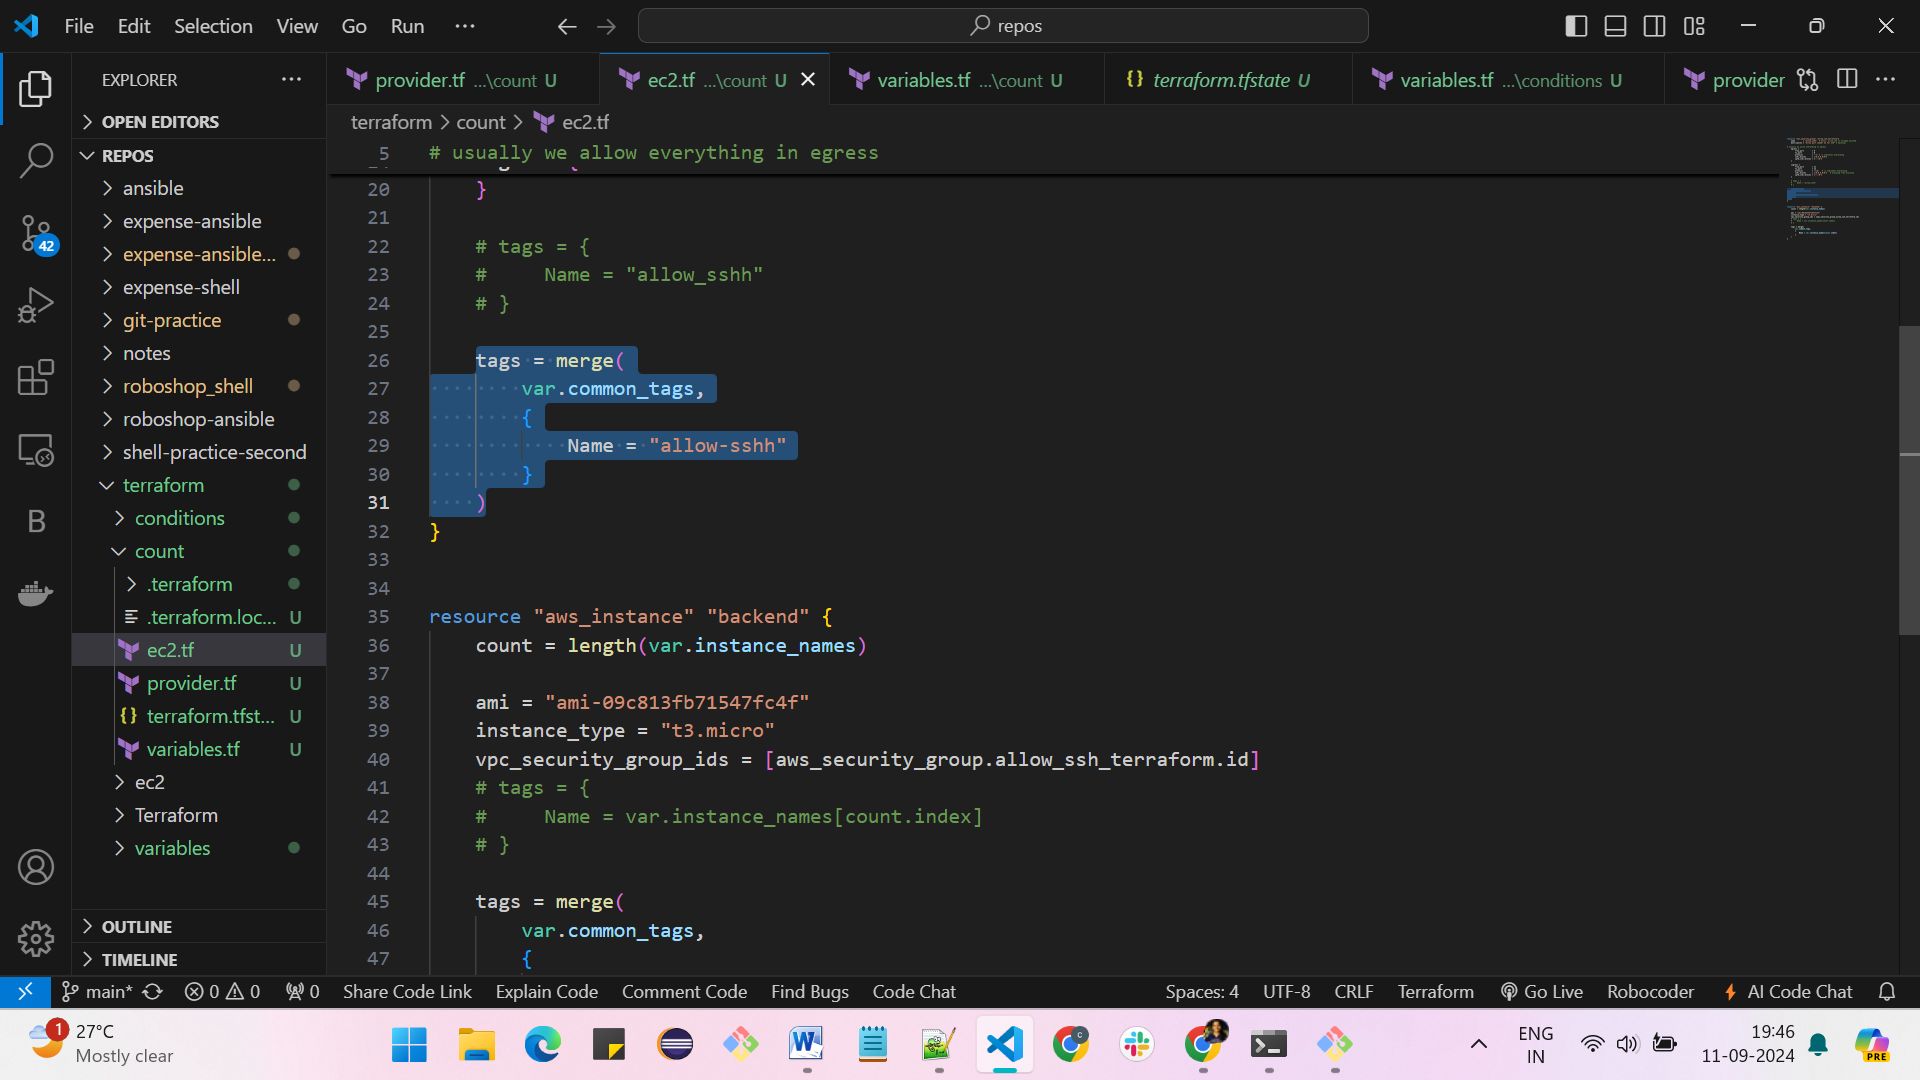 File Edit Selection View Go Run ···
repos
EXPLORER ···
OPEN EDITORS
REPOS
ansible
expense-ansible
expense-ansible...
expense-shell
git-practice
notes
roboshop_shell
roboshop-ansible
shell-practice-second
terraform
conditions
count
.terraform
.terraform.loc... U
ec2.tf U
provider.tf U
{} terraform.tfst... U
variables.tf U
ec2
Terraform
variables
OUTLINE
TIMELINE
42
B
provider.tf ...\count U
ec2.tf ...\count U
variables.tf ...\count U
{} terraform.tfstate U
variables.tf ...\conditions U
provider
terraform > count > ec2.tf
5 # usually we allow everything in egress
20 }
21
22 # tags = {
23 #     Name = "allow_sshh"
24 # }
25
26 tags = merge(
27 var.common_tags,
28 {
29 Name = "allow-sshh"
30 }
31 )
32 }
33
34
35 resource "aws_instance" "backend" {
36 count = length(var.instance_names)
37
38 ami = "ami-09c813fb71547fc4f"
39 instance_type = "t3.micro"
40 vpc_security_group_ids = [aws_security_group.allow_ssh_terraform.id]
41 # tags = {
42 #     Name = var.instance_names[count.index]
43 # }
44
45 tags = merge(
46 var.common_tags,
47 {
main* 0 0 0 Share Code Link Explain Code Comment Code Find Bugs Code Chat Spaces: 4 UTF-8 CRLF Terraform Go Live Robocoder AI Code Chat
1
27°C
Mostly clear
ENG
IN
19:46
11-09-2024
PRE